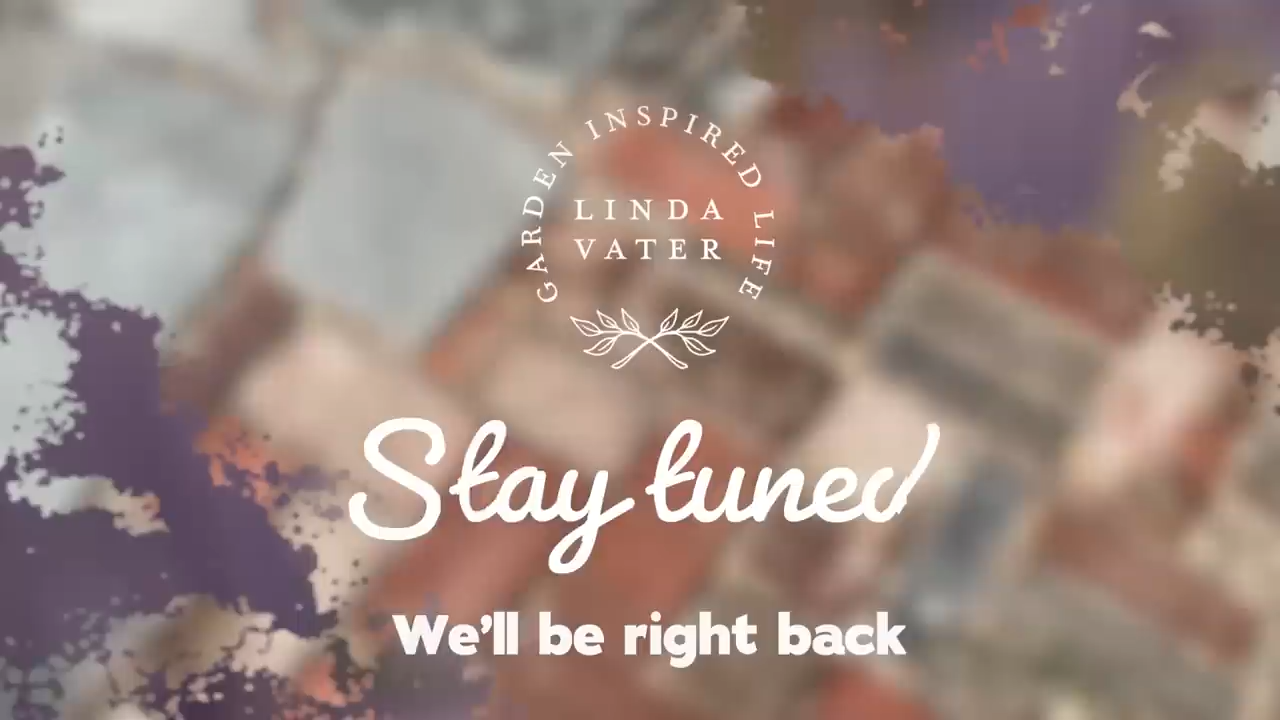 GARDEN INSPIRED LIFE
LINDA
VATER
Stay tuned
We'll be right back